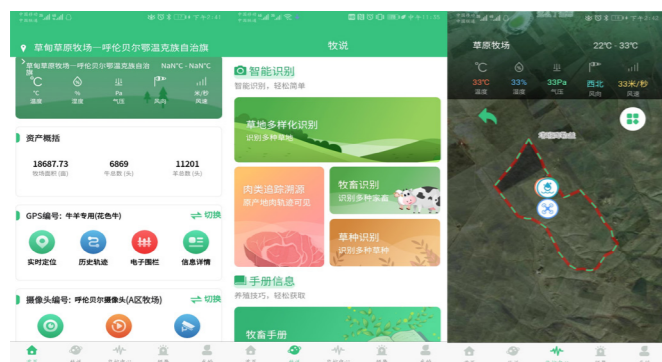 下午2:41
草甸草原牧场—呼伦贝尔鄂温克族自治旗
草甸草原牧场—呼伦贝尔鄂温克族自治旗
NaN℃ - NaN℃
℃
%
Pa
米/秒
温度
湿度
气压
风向
风速
资产概括
18687.73
6869
11201
牧场面积 (亩)
牛总数 (头)
羊总数 (头)
GPS编号: 牛羊专用(花色牛)
切换
实时定位
历史轨迹
电子围栏
信息详情
摄像头编号: 呼伦贝尔摄像头(A区牧场)
切换
牧说
智能识别
智能识别，轻松简单
草地多样化识别
识别多种草地
肉类追踪溯源
原产地肉轨迹可见
牧畜识别
识别多种家畜
草种识别
识别多种草种
手册信息
养殖技巧，轻松获取
牧畜手册
草原牧场
22℃ - 33℃
℃
33℃
33%
33Pa
西北
33米/秒
温度
湿度
气压
风向
风速